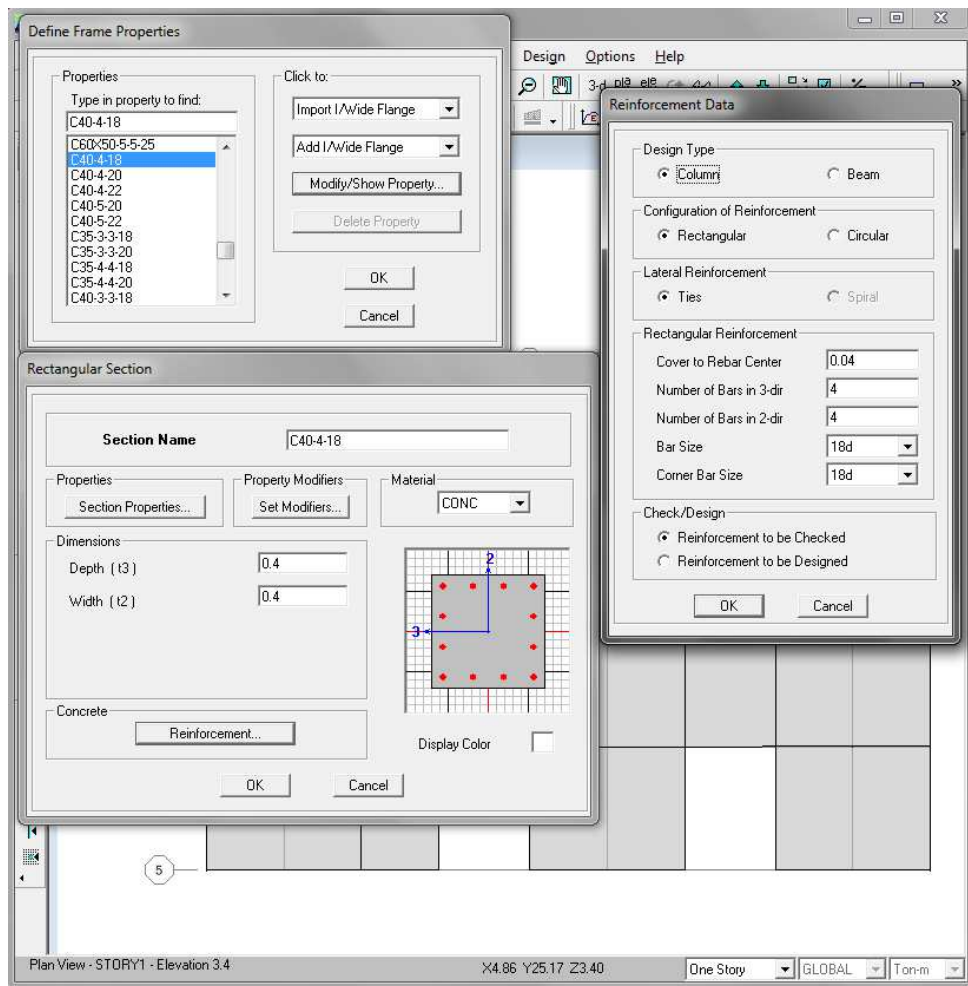 Define Frame Properties
Properties
Type in property to find:
C40-4-18
C60X50-5-5-25
C40-4-18
C40-4-20
C40-4-22
C40-5-20
C40-5-22
C35-3-3-18
C35-3-3-20
C35-4-4-18
C35-4-4-20
C40-3-3-18
Click to:
Import I/Wide Flange
Add I/Wide Flange
Modify/Show Property...
Delete Property
OK
Cancel
Design Options Help
3-d
Reinforcement Data
Design Type
Column Beam
Configuration of Reinforcement
Rectangular Circular
Lateral Reinforcement
Ties Spiral
Rectangular Reinforcement
Cover to Rebar Center 0.04
Number of Bars in 3-dir 4
Number of Bars in 2-dir 4
Bar Size 18d
Corner Bar Size 18d
Check/Design
Reinforcement to be Checked
Reinforcement to be Designed
OK Cancel
Rectangular Section
Section Name C40-4-18
Properties
Section Properties...
Property Modifiers
Set Modifiers...
Material
CONC
Dimensions
Depth ( t3 ) 0.4
Width ( t2 ) 0.4
2
3
Concrete
Reinforcement...
Display Color
OK Cancel
5
Plan View - STORY1 - Elevation 3.4 X4.86 Y25.17 Z3.40 One Story GLOBAL Ton-m